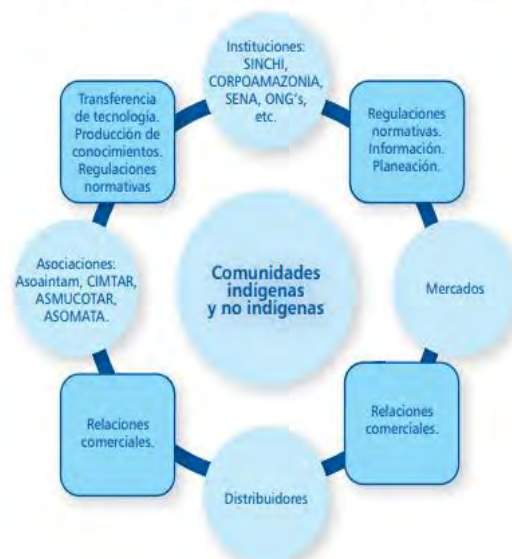 Instituciones:
SINCHI,
CORPOAMAZONIA,
SENA, ONG's,
etc.
Transferencia
de tecnología.
Producción de
conocimientos.
Regulaciones
normativas
Regulaciones
normativas.
Información.
Planeación.
Asociaciones:
Asoaintam, CIMTAR,
ASMUCOTAR,
ASOMATA.
Comunidades
indígenas
y no indígenas
Mercados
Relaciones
comerciales.
Relaciones
comerciales.
Distribuidores